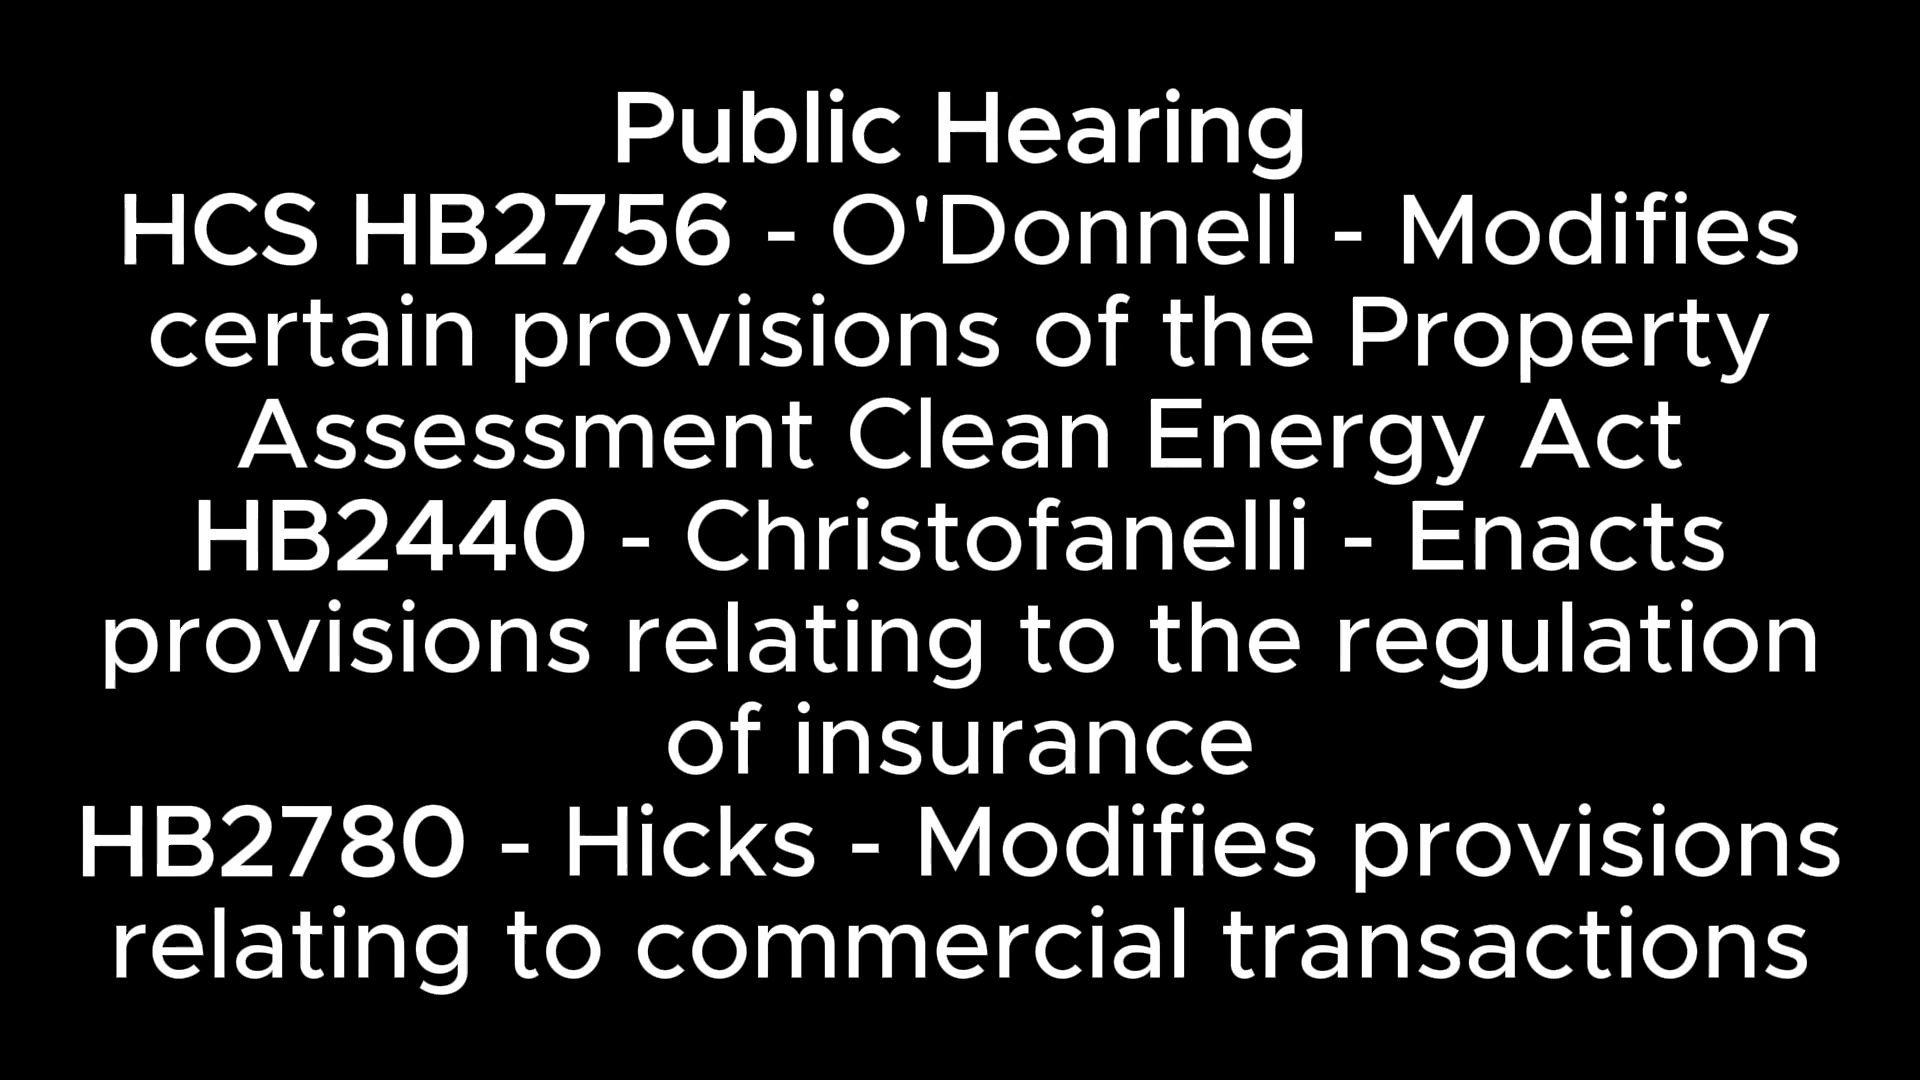 Public Hearing
HCS HB2756 - O'Donnell - Modifies
certain provisions of the Property
Assessment Clean Energy Act
HB2440 - Christofanelli - Enacts
provisions relating to the regulation
of insurance
HB2780 - Hicks - Modifies provisions
relating to commercial transactions